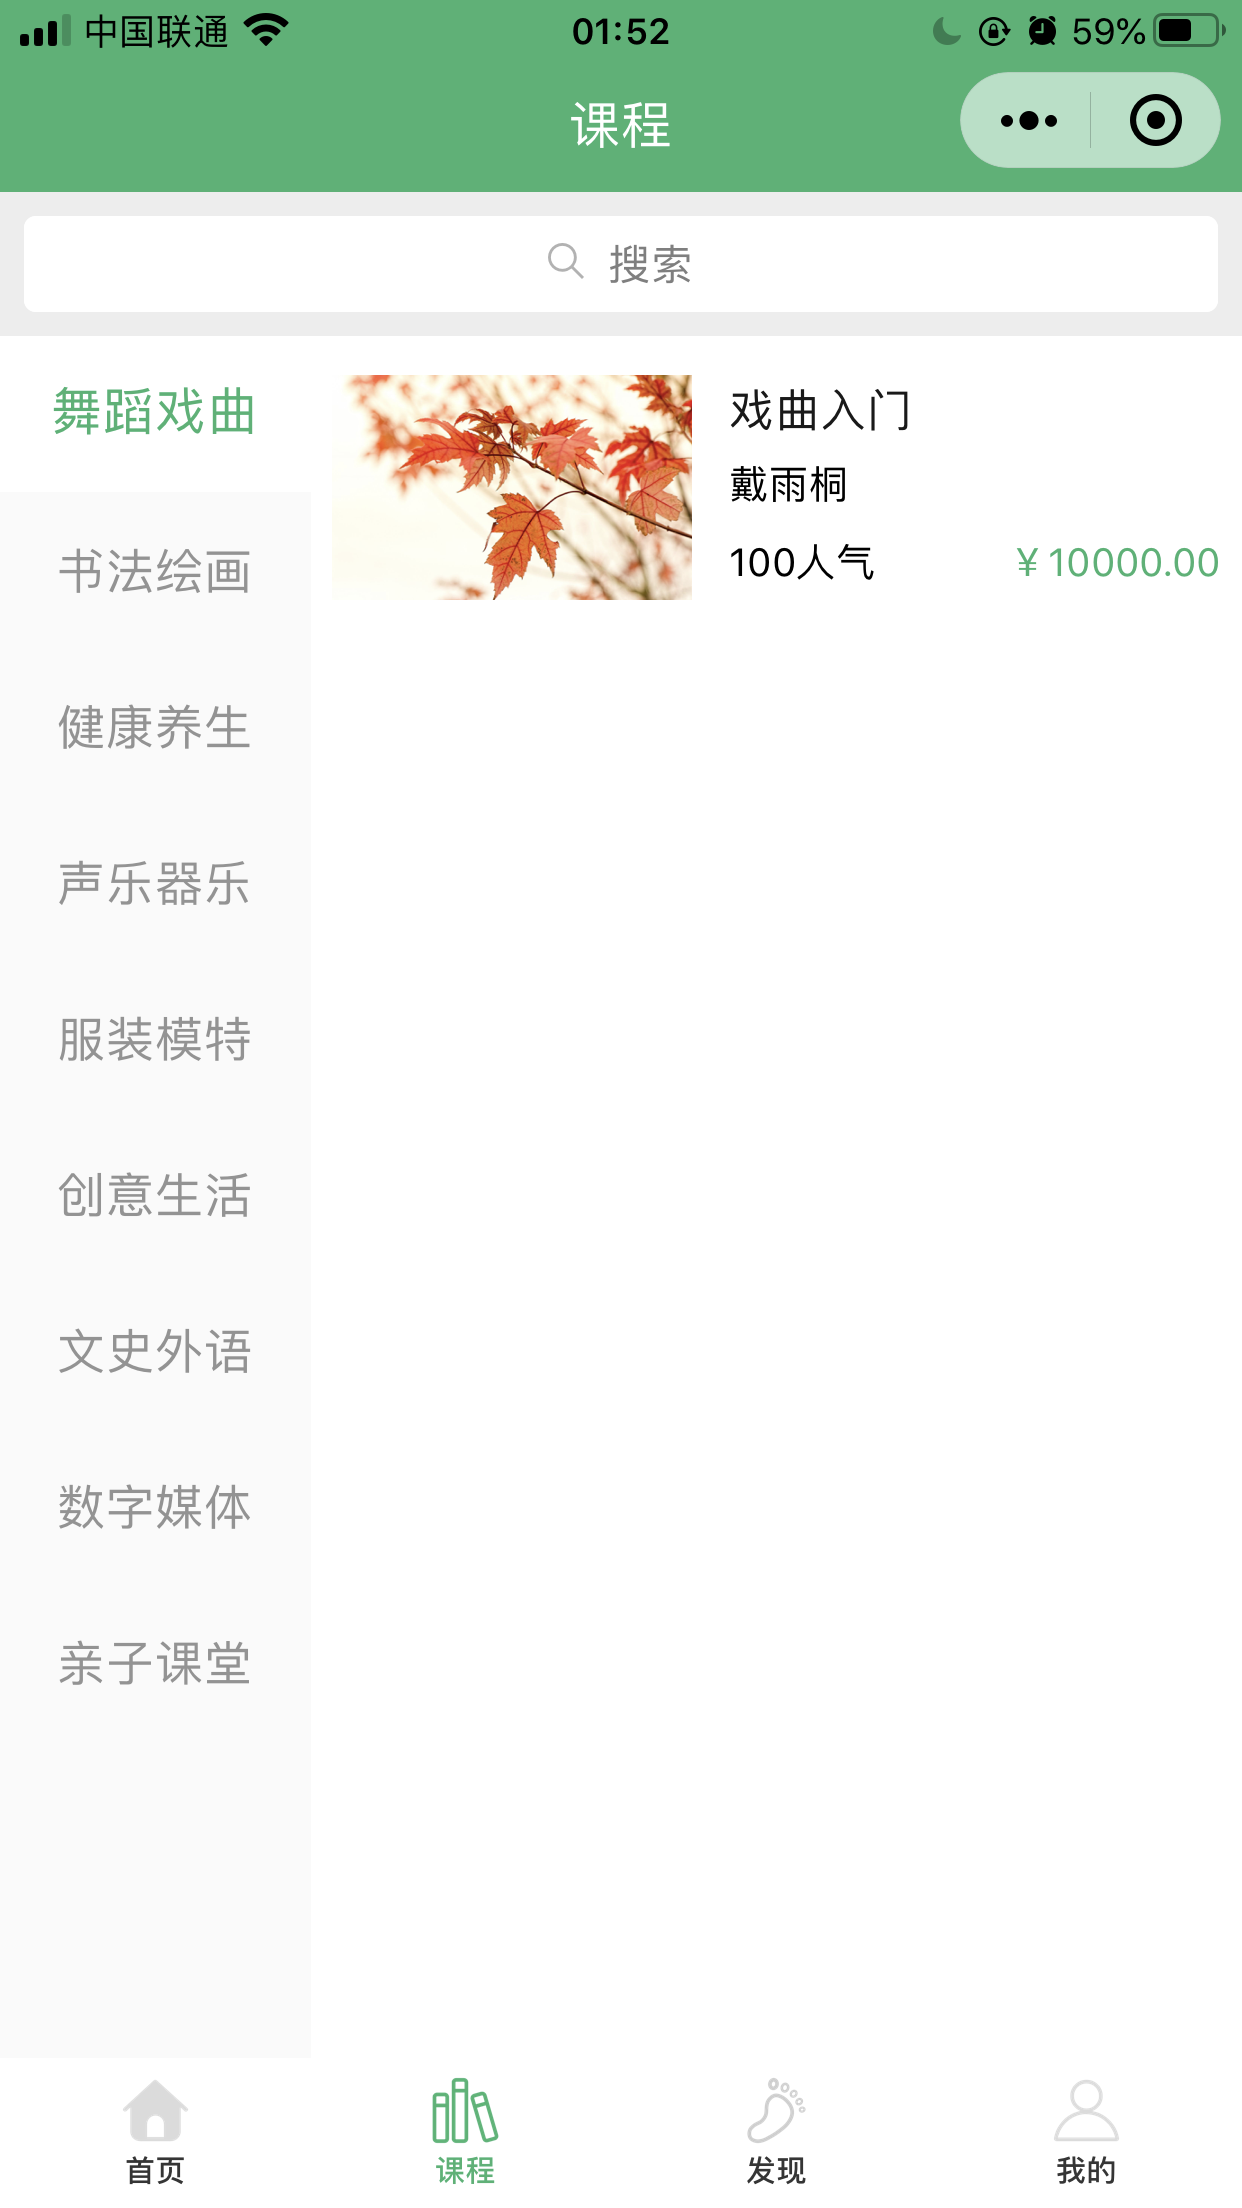 中国联通
01:52
59%
课程
搜索
舞蹈戏曲
书法绘画
健康养生
声乐器乐
服装模特
创意生活
文史外语
数字媒体
亲子课堂
戏曲入门
戴雨桐
100人气
¥ 10000.00
首页
课程
发现
我的